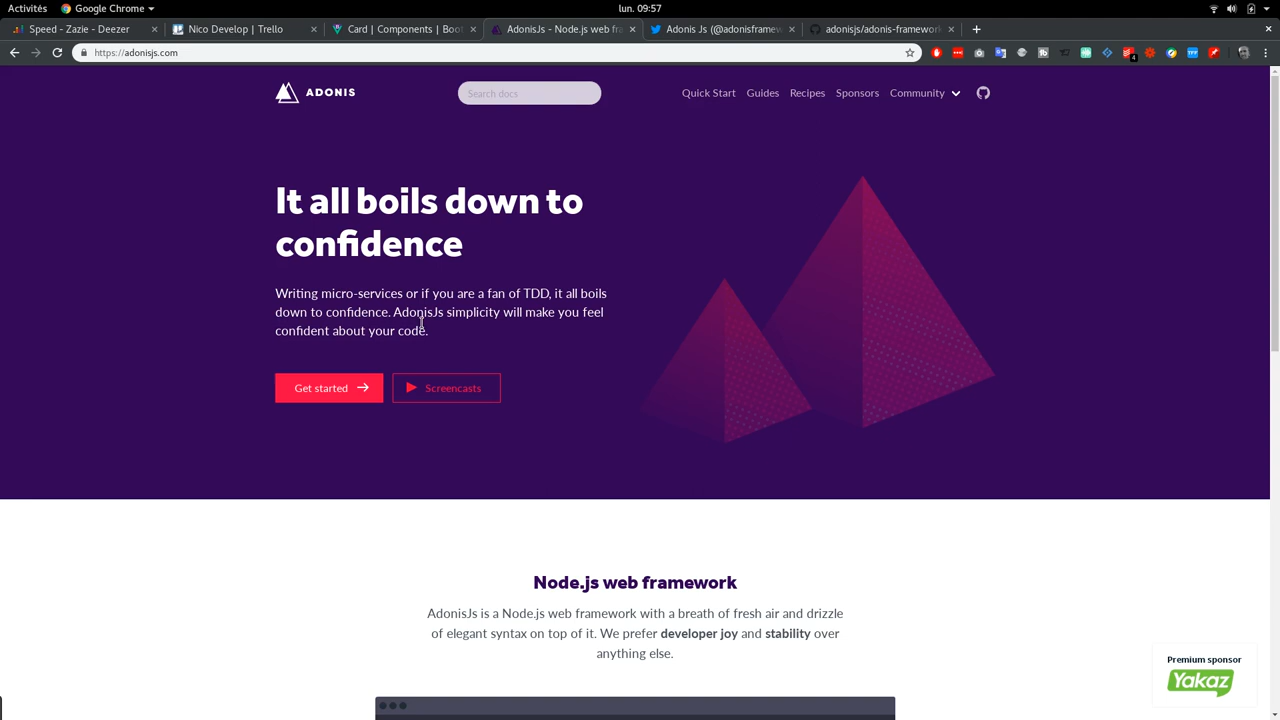 Activités
Google Chrome
lun. 09:57
Speed - Zazie - Deezer
Nico Develop | Trello
Card | Components | Boot
AdonisJs - Node.js web fra
Adonis Js (@adonisframew
adonisjs/adonis-framework
https://adonisjs.com
4
ADONIS
Search docs
Quick Start
Guides
Recipes
Sponsors
Community
It all boils down to
confidence
Writing micro-services or if you are a fan of TDD, it all boils
down to confidence. AdonisJs simplicity will make you feel
confident about your code.
Get started
Screencasts
Node.js web framework
AdonisJs is a Node.js web framework with a breath of fresh air and drizzle
of elegant syntax on top of it. We prefer developer joy and stability over
anything else.
Premium sponsor
Yakaz